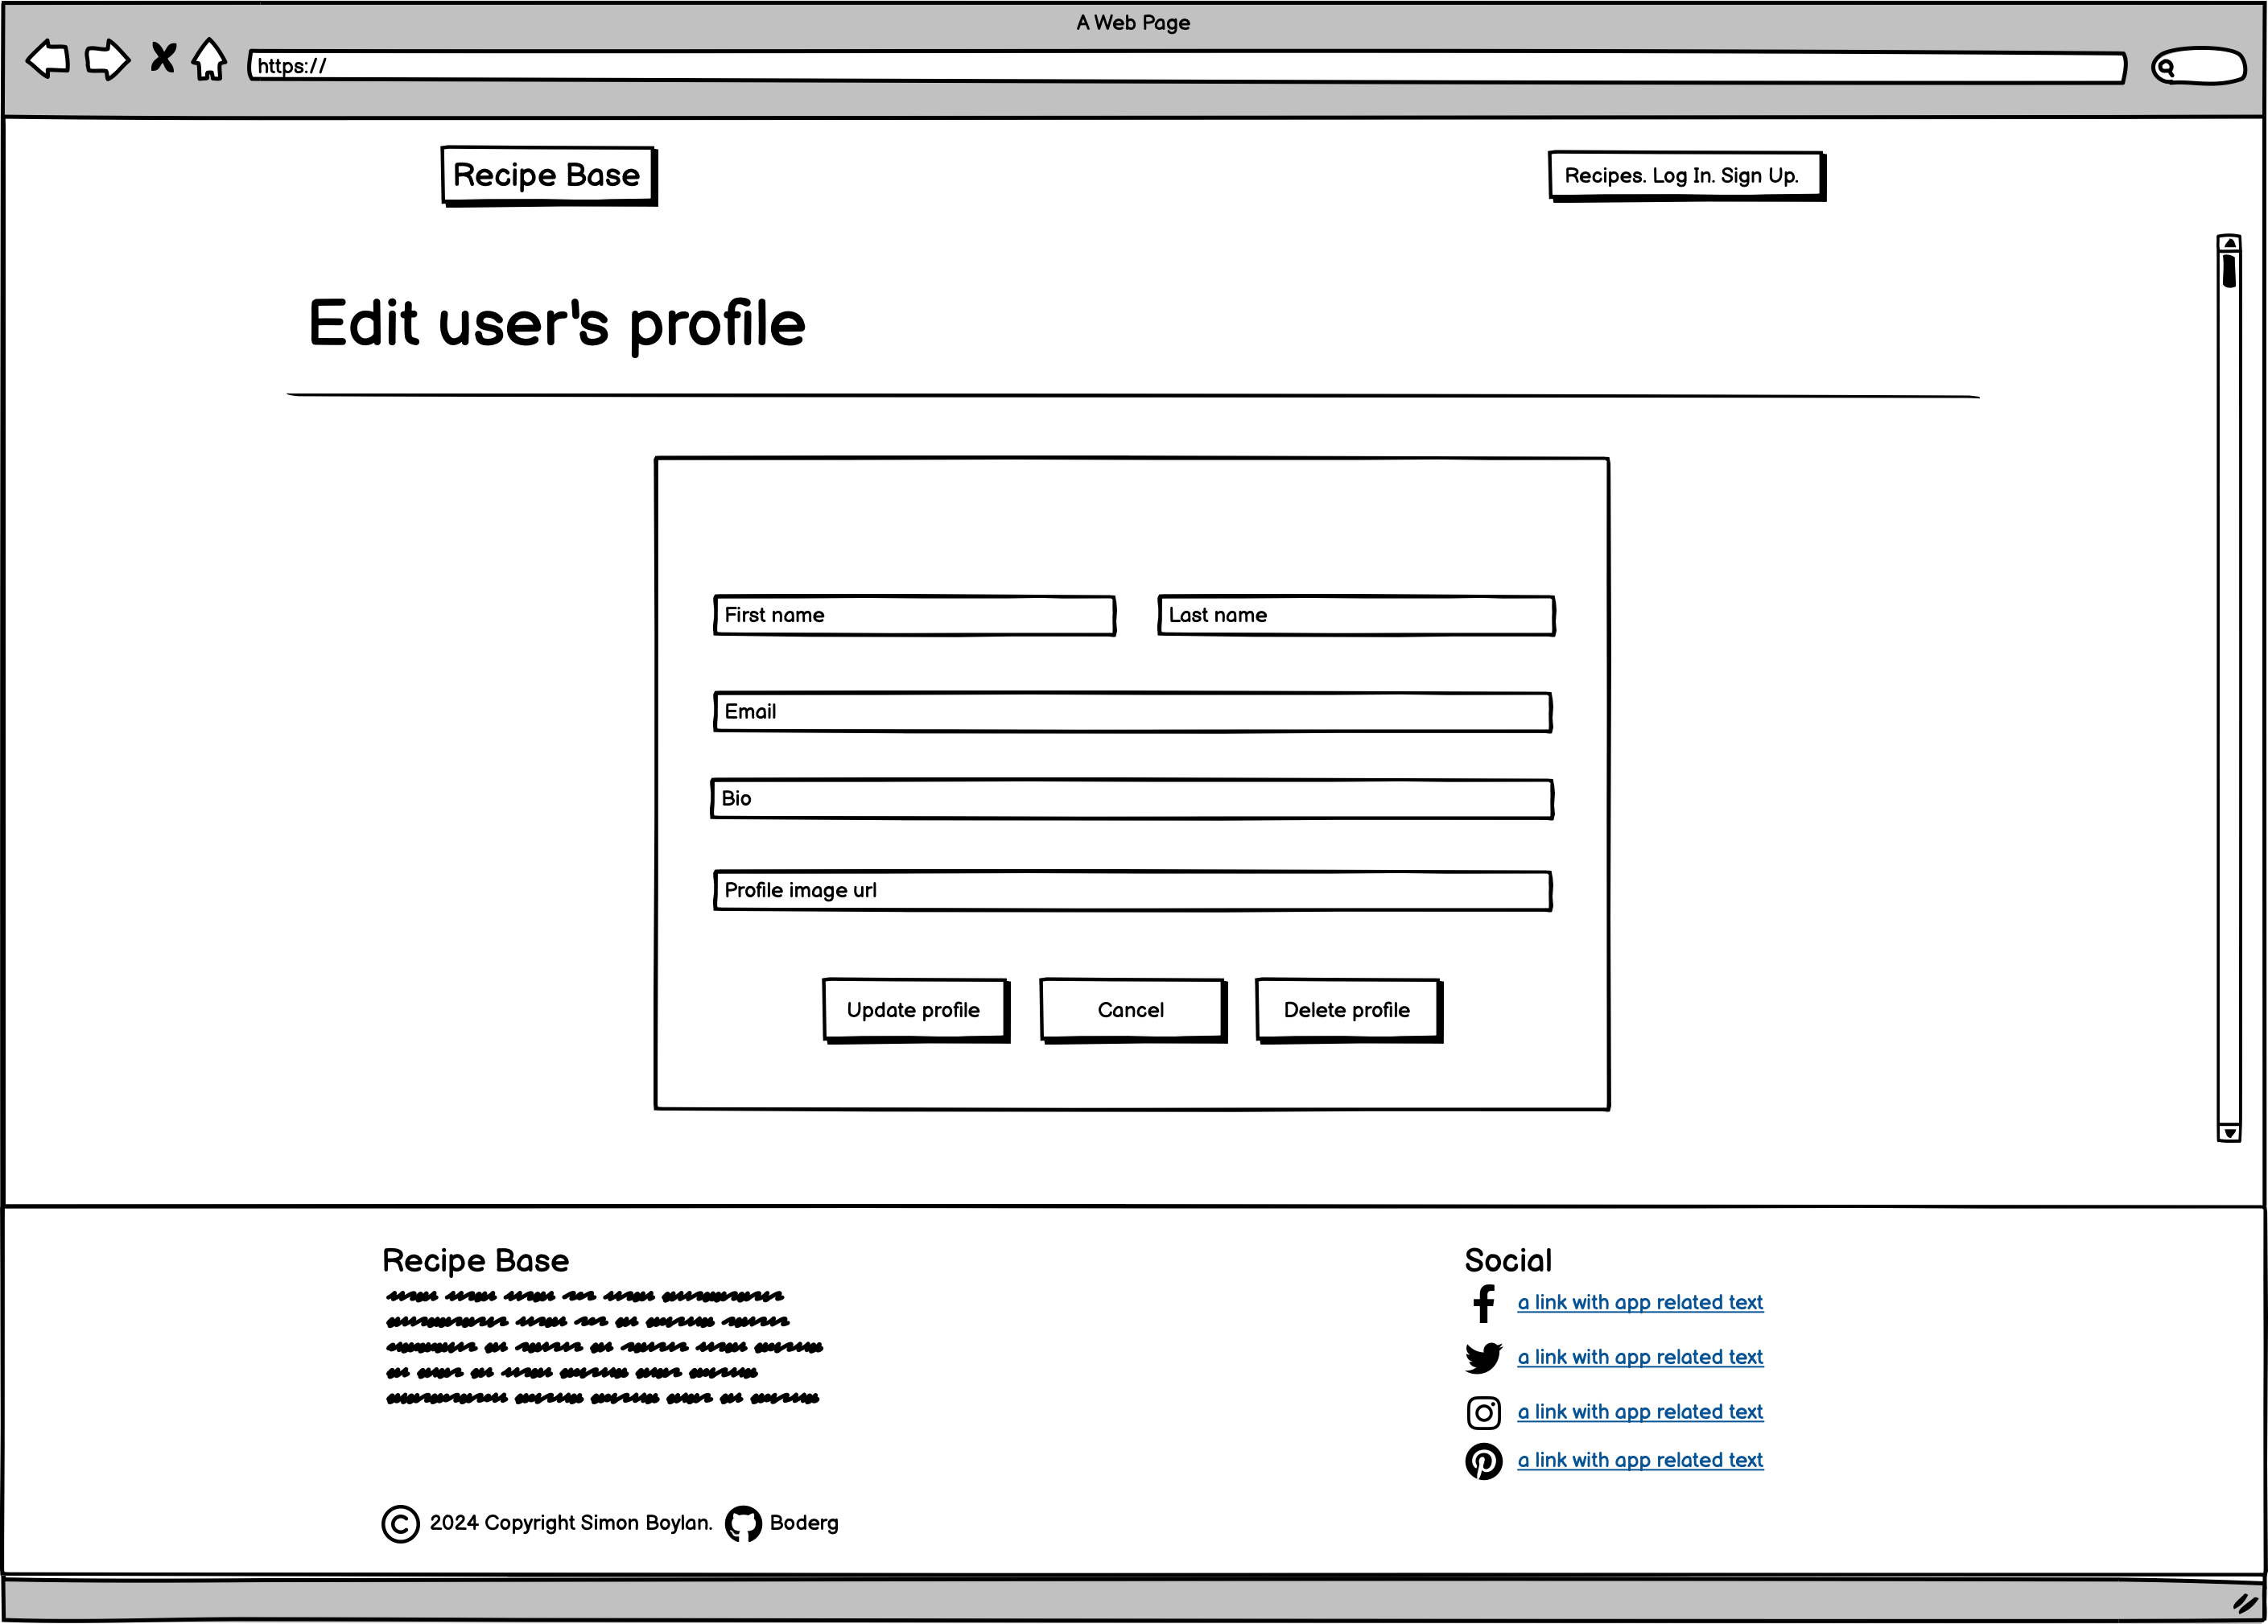 A Web Page
https://
Recipe Base
Recipes. Log In. Sign Up.
Edit user's profile
First name
Last name
Email
Bio
Profile image url
Update profile
Cancel
Delete profile
Recipe Base
Social
a link with app related text
a link with app related text
a link with app related text
a link with app related text
2024 Copyright Simon Boylan.
Boderg